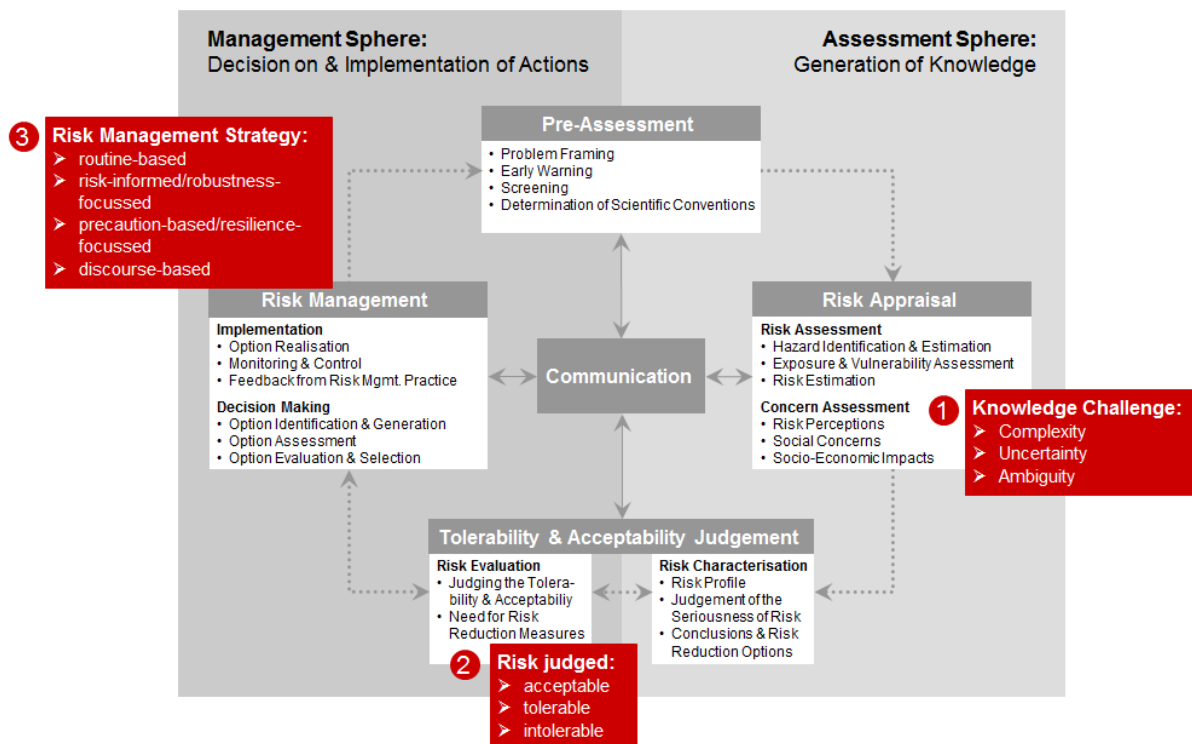 Management Sphere:
Decision on & Implementation of Actions
Assessment Sphere:
Generation of Knowledge
3
Risk Management Strategy:
➢ routine-based
➢ risk-informed/robustness-
focussed
➢ precaution-based/resilience-
focussed
➢ discourse-based
Pre-Assessment
• Problem Framing
• Early Warning
• Screening
• Determination of Scientific Conventions
Risk Management
Implementation
• Option Realisation
• Monitoring & Control
• Feedback from Risk Mgmt. Practice
Decision Making
• Option Identification & Generation
• Option Assessment
• Option Evaluation & Selection
Communication
Risk Appraisal
Risk Assessment
• Hazard Identification & Estimation
• Exposure & Vulnerability Assessment
• Risk Estimation
Concern Assessment
• Risk Perceptions
• Social Concerns
• Socio-Economic Impacts
1
Knowledge Challenge:
➢ Complexity
➢ Uncertainty
➢ Ambiguity
Tolerability & Acceptability Judgement
Risk Evaluation
• Judging the Tolera-
bility & Acceptabiliy
• Need for Risk
Reduction Measures
Risk Characterisation
• Risk Profile
• Judgement of the
Seriousness of Risk
• Conclusions & Risk
Reduction Options
2
Risk judged:
➢ acceptable
➢ tolerable
➢ intolerable